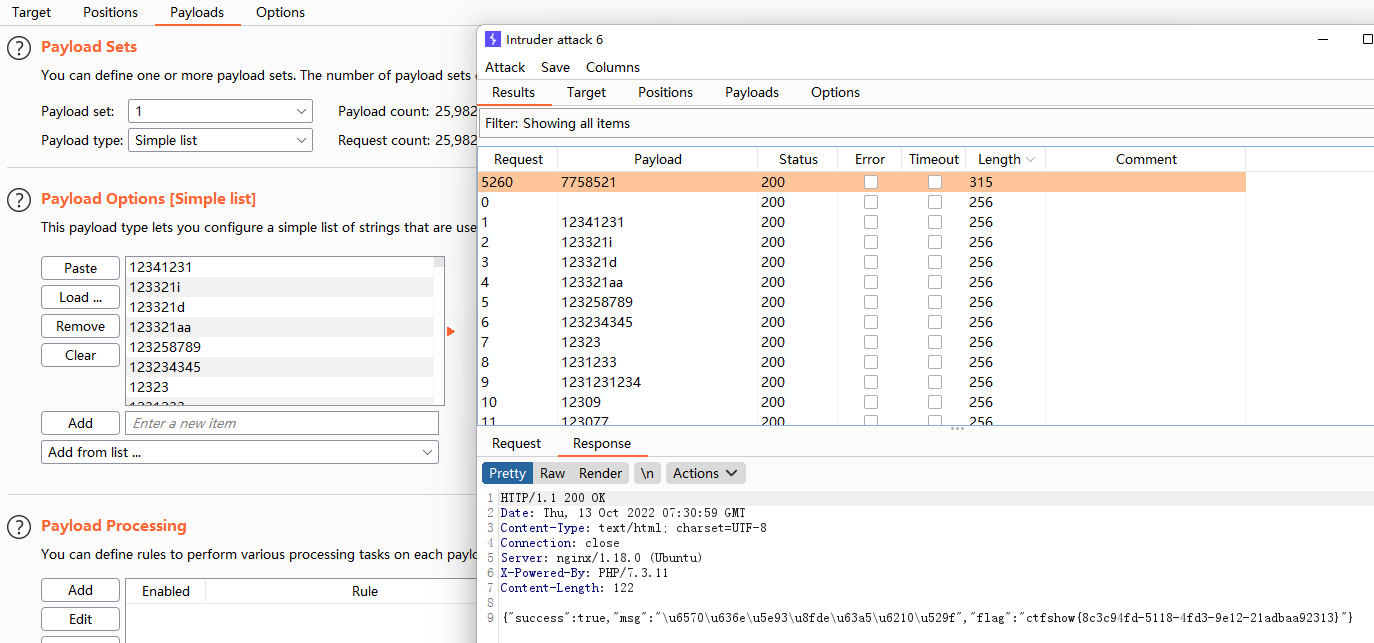 Target Positions Payloads Options
? Payload Sets
You can define one or more payload sets. The number of payload sets
Payload set: 1 Payload count: 25,982
Payload type: Simple list Request count: 25,982
? Payload Options [Simple list]
This payload type lets you configure a simple list of strings that are use
Paste
Load ...
Remove
Clear
12341231
123321i
123321d
123321aa
123258789
123234345
12323
1231233
Add Enter a new item
Add from list ...
? Payload Processing
You can define rules to perform various processing tasks on each paylo
Add
Edit
Enabled Rule
Intruder attack 6
Attack Save Columns
Results Target Positions Payloads Options
Filter: Showing all items
Request Payload Status Error Timeout Length Comment
5260 7758521 200 315
0 200 256
1 12341231 200 256
2 123321i 200 256
3 123321d 200 256
4 123321aa 200 256
5 123258789 200 256
6 123234345 200 256
7 12323 200 256
8 1231233 200 256
9 1231231234 200 256
10 12309 200 256
11 123077 200 256
Request Response
Pretty Raw Render \n Actions
1 HTTP/1.1 200 OK
2 Date: Thu, 13 Oct 2022 07:30:59 GMT
3 Content-Type: text/html; charset=UTF-8
4 Connection: close
5 Server: nginx/1.18.0 (Ubuntu)
6 X-Powered-By: PHP/7.3.11
7 Content-Length: 122
8
9 {"success":true,"msg":"\u6570\u636e\u5e93\u8fde\u63a5\u6210\u529f","flag":"ctfshow{8c3c94fd-5118-4fd3-9e12-21adbaa92313}"}